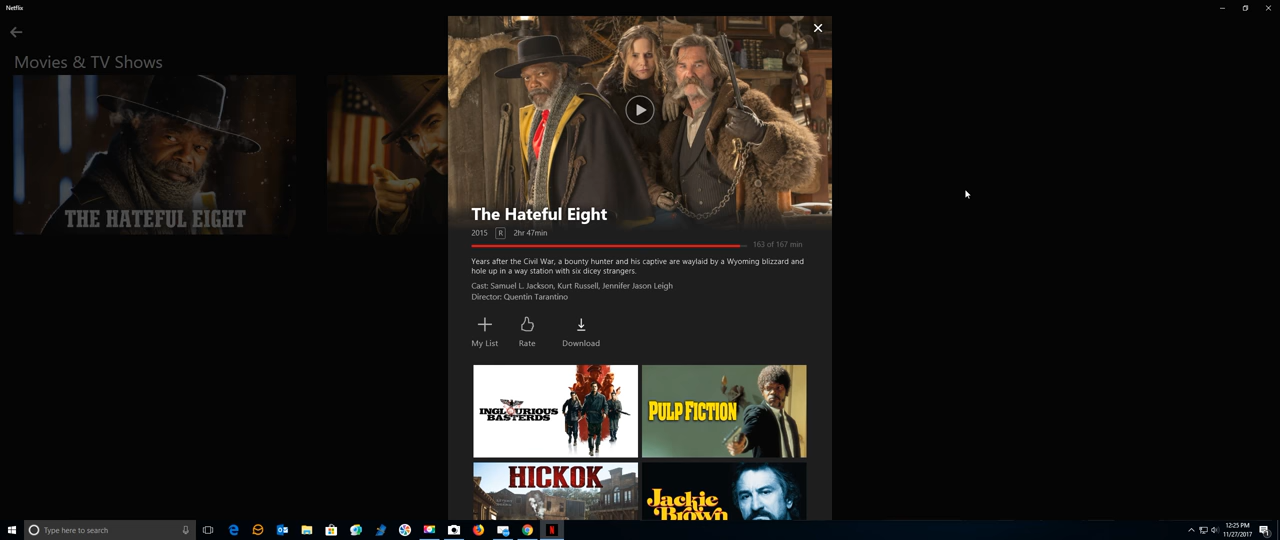 Netflix
Movies & TV Shows
THE HATEFUL EIGHT
The Hateful Eight
2015 R 2hr 47min
163 of 167 min
Years after the Civil War, a bounty hunter and his captive are waylaid by a Wyoming blizzard and
hole up in a way station with six dicey strangers.
Cast: Samuel L. Jackson, Kurt Russell, Jennifer Jason Leigh
Director: Quentin Tarantino
My List Rate Download
INGLOURIOUS
BASTERDS
PULP FICTION
HICKOK
Jackie
Brown
Type here to search
12:25 PM
11/27/2017